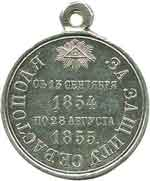 ЗА ЗАЩИТУ СЕВАСТОПОЛЯ
СЪ 13 СЕНТЯБРЯ
1854
ПО 28 АВГУСТА
1855.